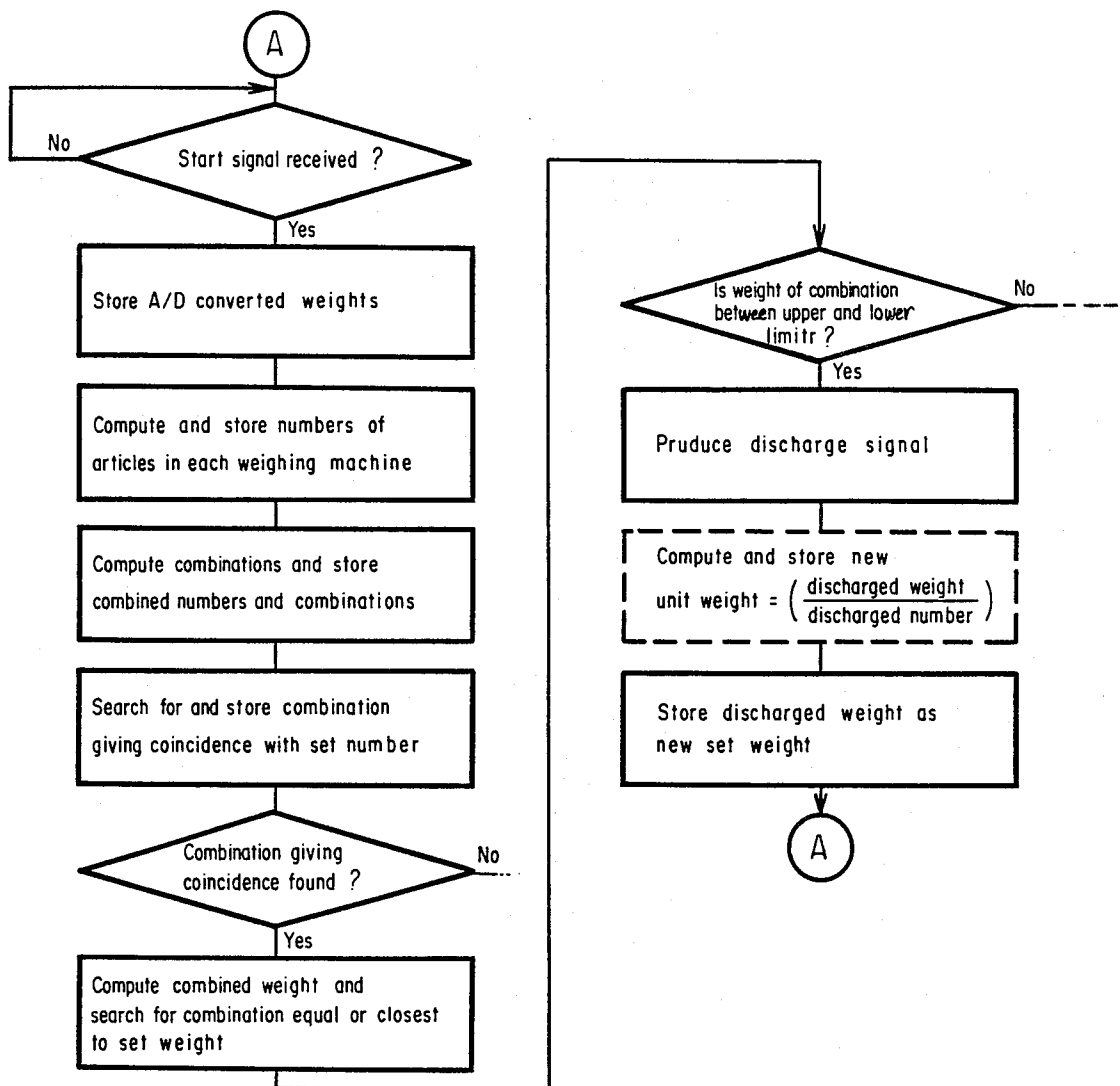 A
No
Start signal received ?
Yes
Store A/D converted weights
Compute and store numbers of
articles in each weighing machine
Compute combinations and store
combined numbers and combinations
Search for and store combination
giving coincidence with set number
Combination giving
coincidence found ?
No
Yes
Compute combined weight and
search for combination equal or closest
to set weight
Is weight of combination
between upper and lower
limitr ?
No
Yes
Pruduce discharge signal
Compute and store new
unit weight = ( discharged weight
discharged number )
Store discharged weight as
new set weight
A